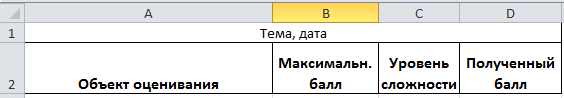 A B C D
1 Тема, дата
Максимальн. Уровень Полученный
2 Объект оценивания балл сложности балл